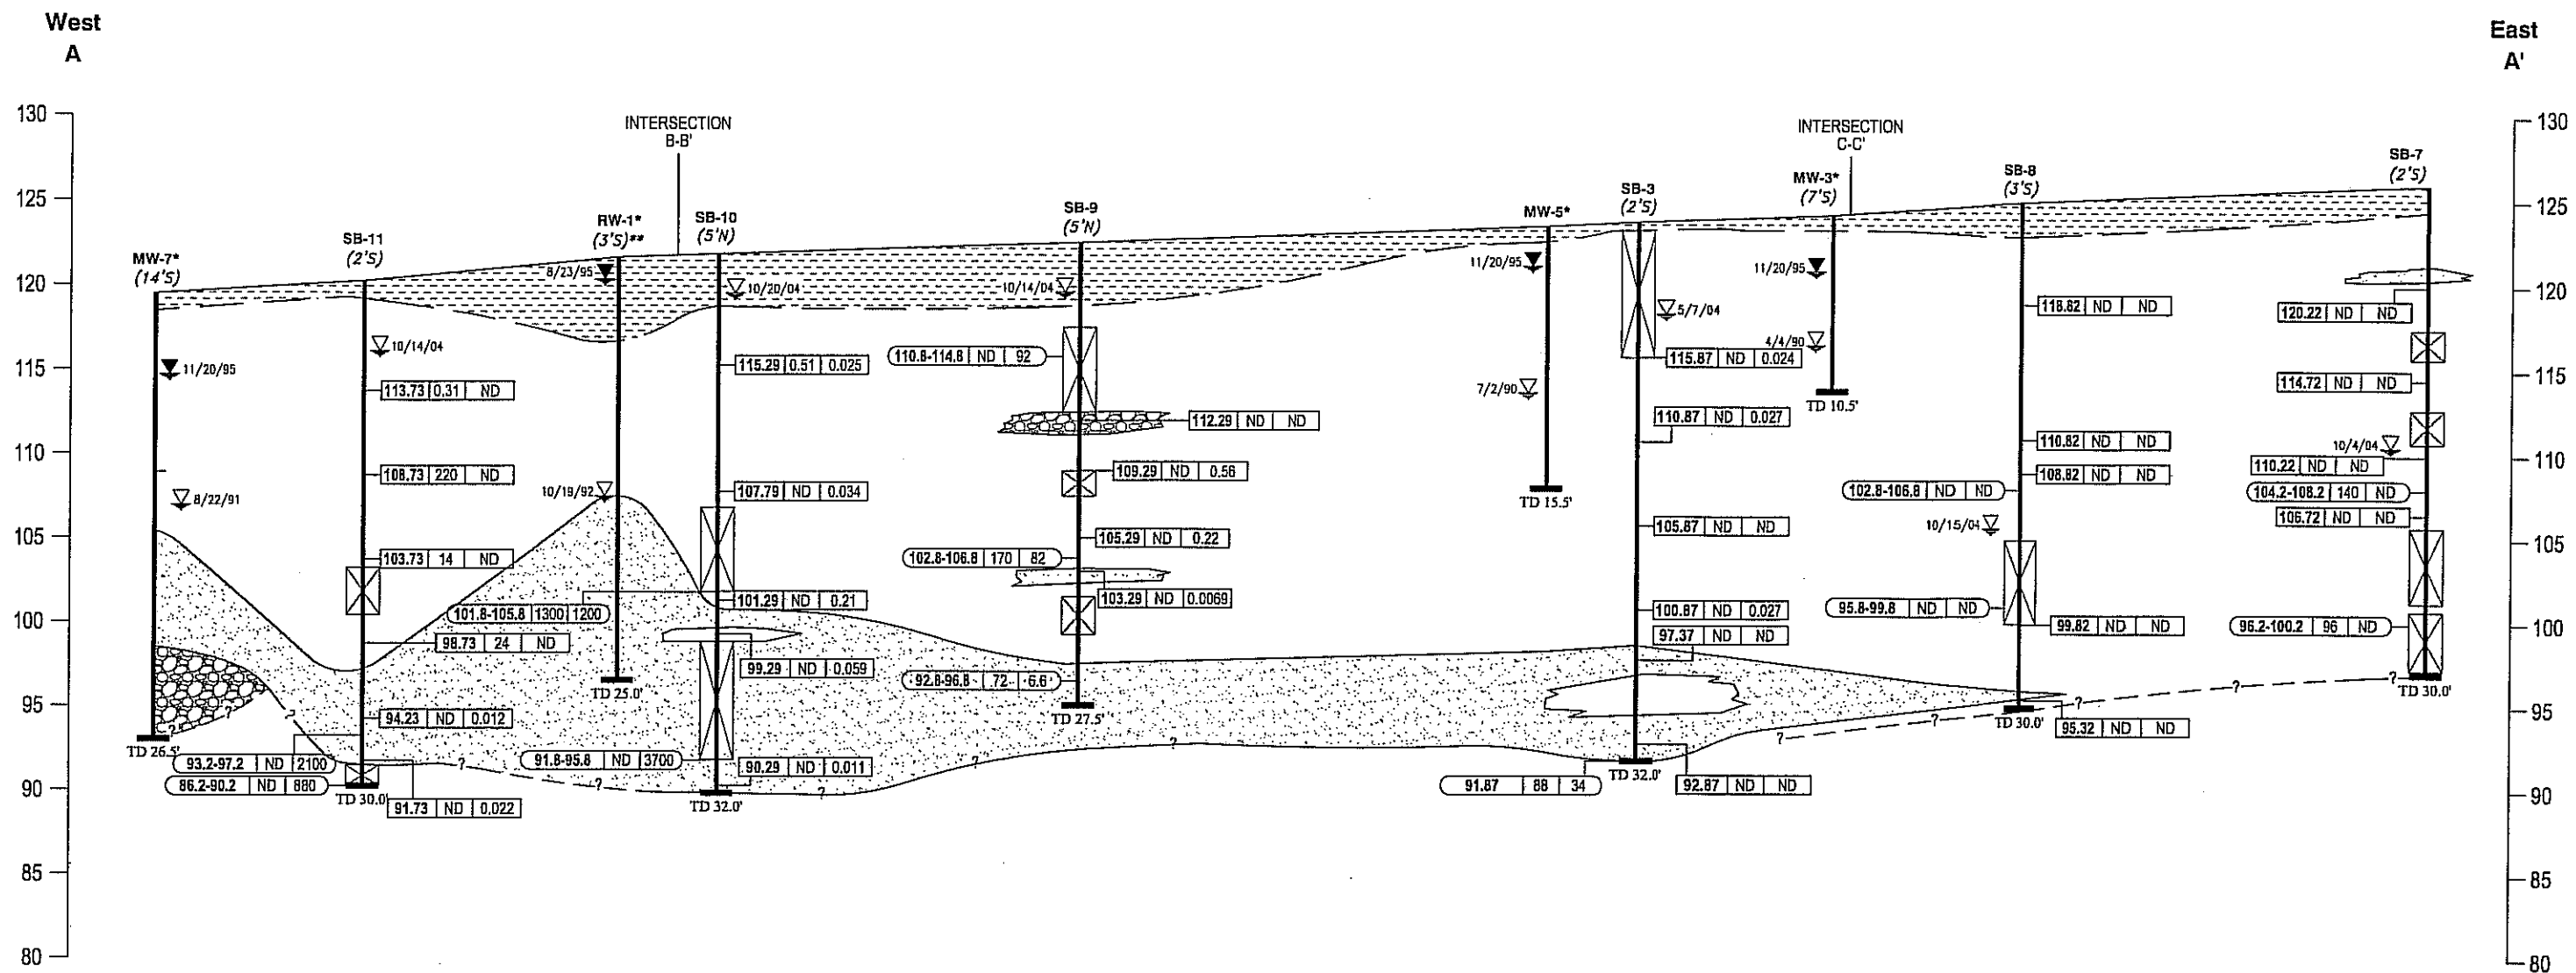 West
A
East
A'
130
125
120
115
110
105
100
95
90
85
80
130
125
120
115
110
105
100
95
90
85
80
INTERSECTION
B-B'
INTERSECTION
C-C'
MW-7*
(14'S)
11/20/95
8/22/91
TD 26.5'
SB-11
(2'S)
10/14/04
113.73 0.31 ND
108.73 220 ND
103.73 14 ND
98.73 24 ND
94.23 ND 0.012
93.2-97.2 ND 2100
86.2-90.2 ND 880
91.73 ND 0.022
TD 30.0'
RW-1*
(3'S)**
8/23/95
10/19/92
TD 25.0'
SB-10
(5'N)
10/20/04
115.29 0.51 0.025
107.79 ND 0.034
101.8-105.8 1300 1200
101.29 ND 0.21
99.29 ND 0.059
91.8-95.8 ND 3700
90.29 ND 0.011
TD 32.0'
SB-9
(5'N)
10/14/04
110.8-114.8 ND 92
112.29 ND ND
109.29 ND 0.56
105.29 ND 0.22
102.8-106.8 170 82
103.29 ND 0.0069
92.8-96.8 72 6.6
TD 27.5'
MW-5*
11/20/95
7/2/90
TD 15.5'
SB-3
(2'S)
5/7/04
115.87 ND 0.024
110.87 ND 0.027
105.87 ND ND
100.87 ND 0.027
97.37 ND ND
91.87 88 34
92.87 ND ND
TD 32.0'
MW-3*
(7'S)
11/20/95
4/4/90
TD 10.5'
SB-8
(3'S)
118.82 ND ND
110.82 ND ND
108.82 ND ND
102.8-106.8 ND ND
10/15/04
95.8-99.8 ND ND
99.82 ND ND
95.32 ND ND
TD 30.0'
SB-7
(2'S)
120.22 ND ND
114.72 ND ND
10/4/04
110.22 ND ND
104.2-108.2 140 ND
106.72 ND ND
96.2-100.2 96 ND
TD 30.0'
? ? ? ? ? ? ? ? ? ? ? ? ?